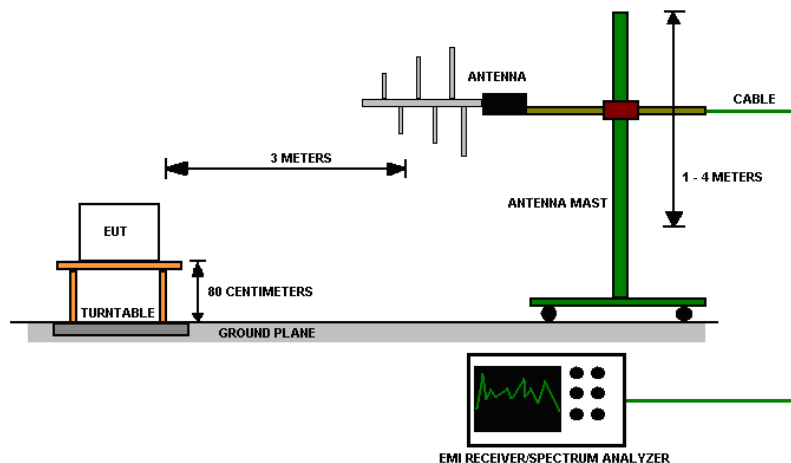 ANTENNA
CABLE
3 METERS
1 - 4 METERS
ANTENNA MAST
EUT
80 CENTIMETERS
TURNTABLE
GROUND PLANE
EMI RECEIVER/SPECTRUM ANALYZER